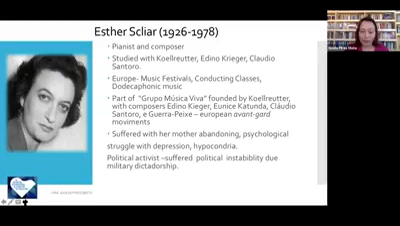 Esther Scliar (1926-1978)
• Pianist and composer
• Studied with Koellreutter, Edino Krieger, Claudio
Santoro.
• Europe- Music Festivals, Conducting Classes,
Dodecaphonic music
• Part of "Grupo Música Viva" founded by Koellreutter,
with composers Edino Kieger, Eunice Katunda, Cláudio
Santoro, e Guerra-Peixe – european avant-gard
movements
• Suffered with her mother abandoning, psychological
struggle with depression, hypocondria.
Political activist –suffered political instablitiy due
military dictadorship.